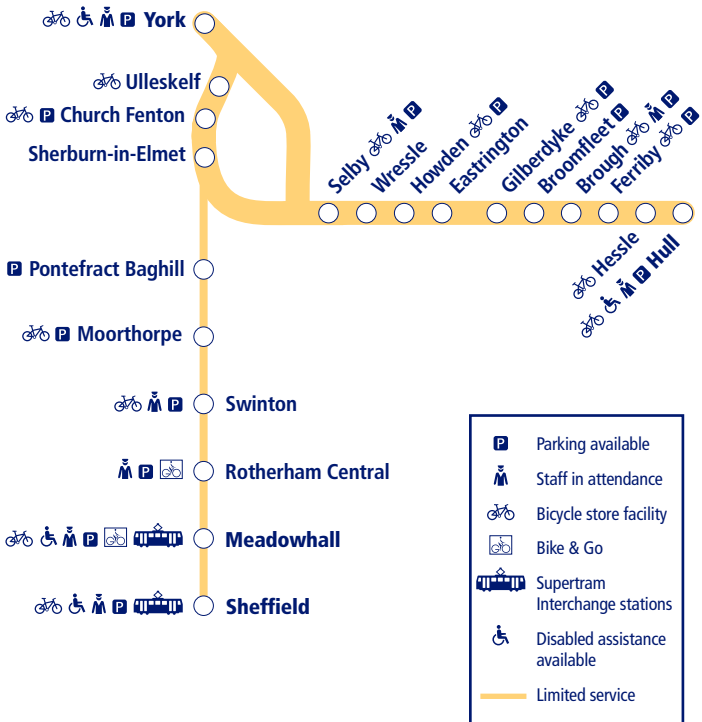 York
Ulleskelf
P Church Fenton
Sherburn-in-Elmet
Selby P
Wressle
Howden P
Eastrington
Gilberdyke P
Broomfleet P
Brough P
Ferriby P
Hessle
P Hull
P Pontefract Baghill
P Moorthorpe
P Swinton
P Rotherham Central
P Meadowhall
P Sheffield
P Parking available
Staff in attendance
Bicycle store facility
Bike & Go
Supertram
Interchange stations
Disabled assistance
available
Limited service